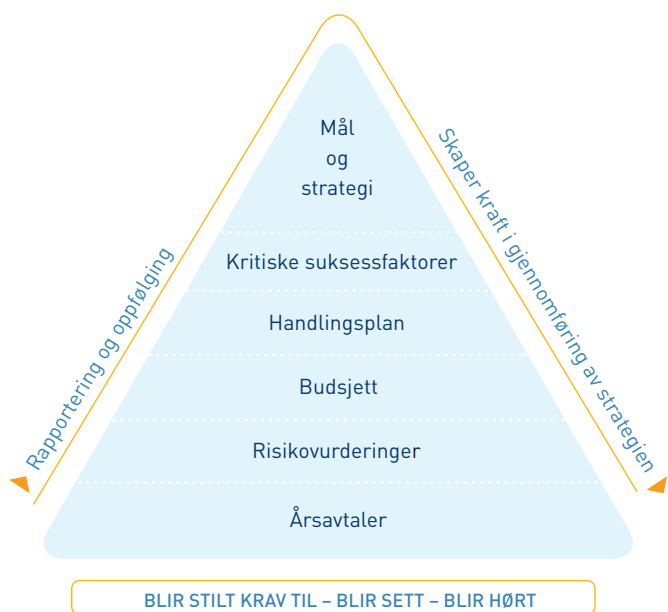 Mål
og
strategi
Kritiske suksessfaktorer
Handlingsplan
Budsjett
Risikovurderinger
Årsavtaler
Rapportering og oppfølging
Skaper kraft i gjennomføring av strategien
BLIR STILT KRAV TIL – BLIR SETT – BLIR HØRT